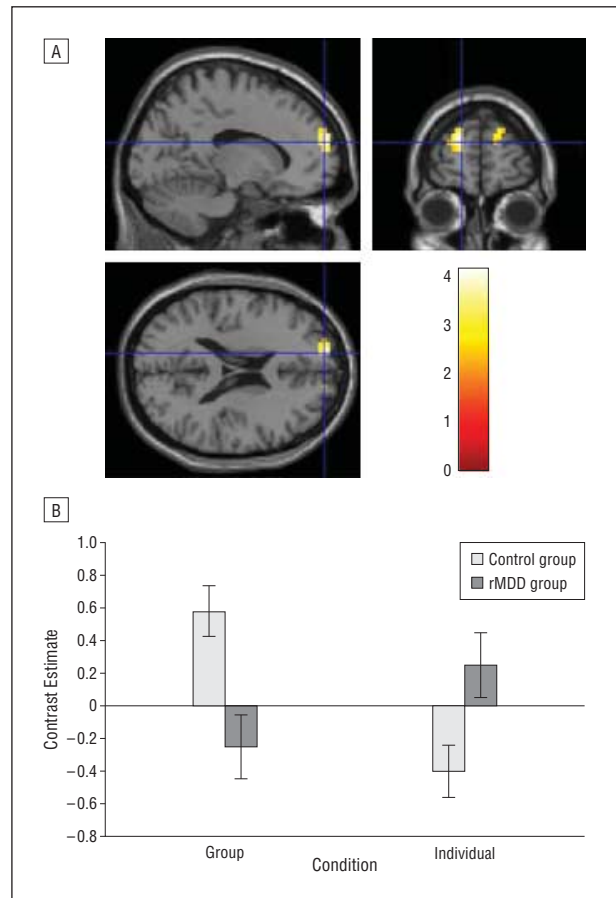 A
4
3
2
1
0
B
1.0
0.8
0.6
0.4
0.2
0
−0.2
−0.4
−0.6
−0.8
Contrast Estimate
Control group
rMDD group
Group
Individual
Condition